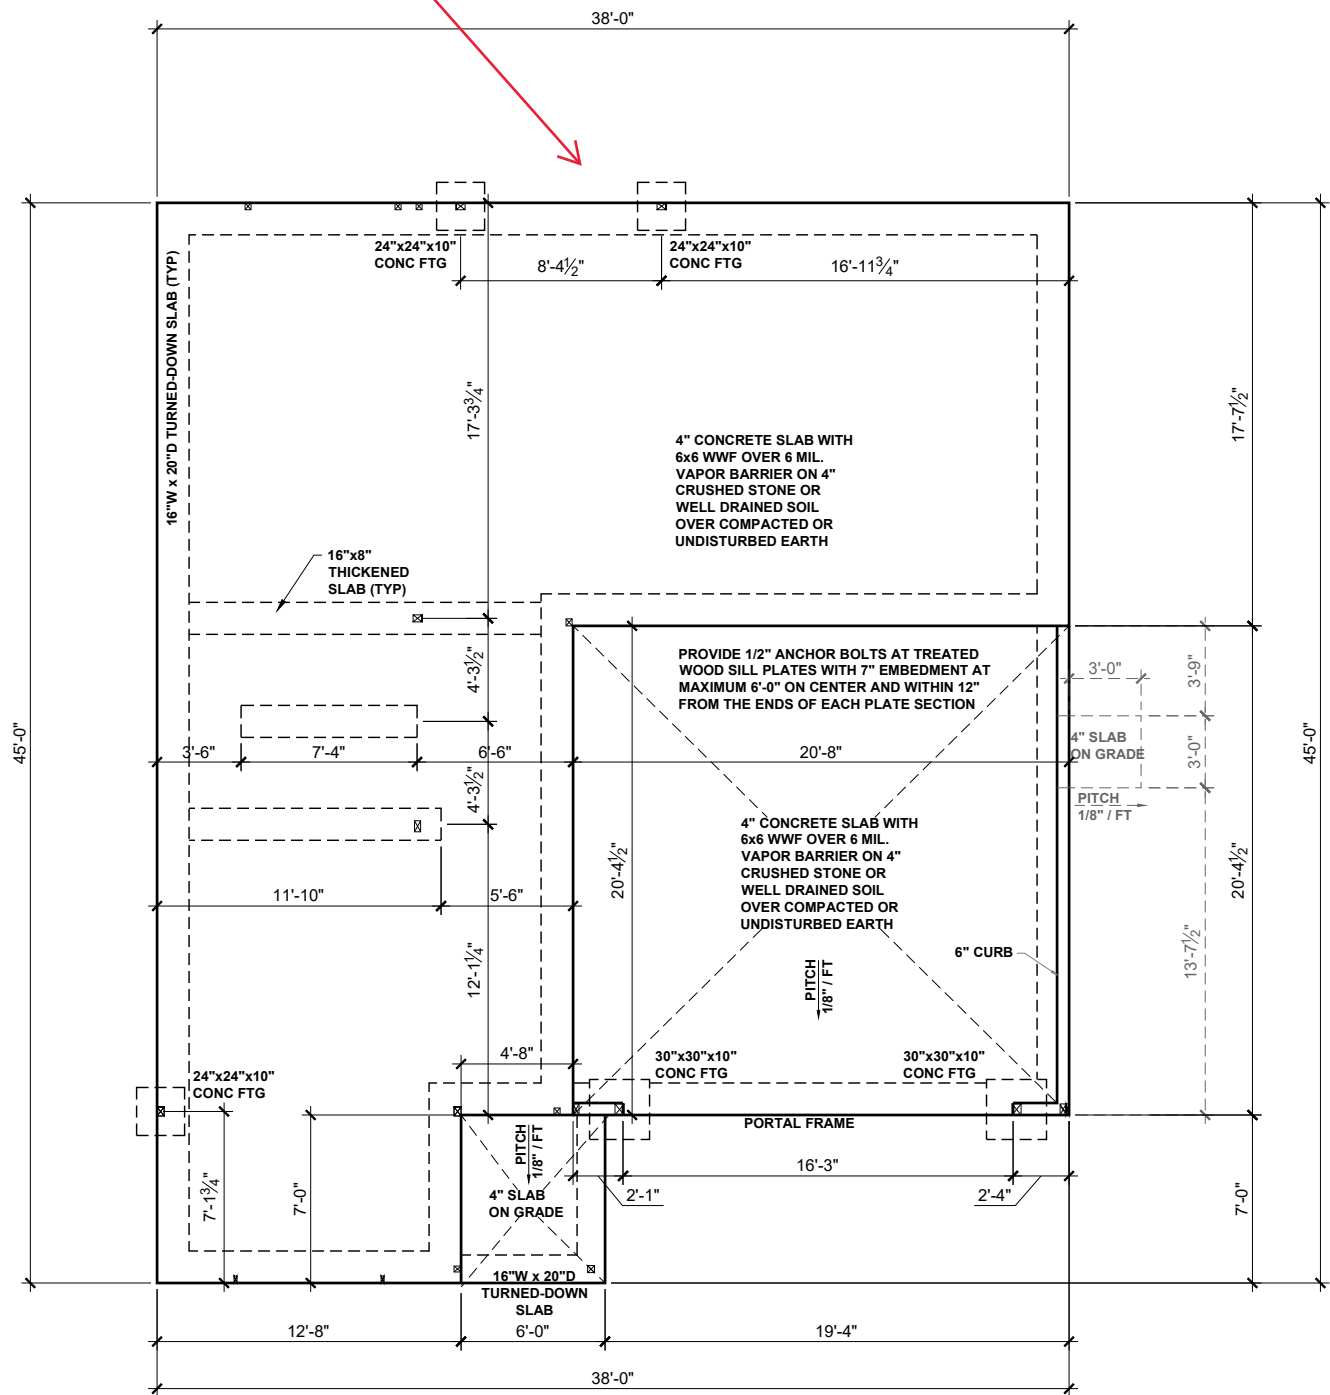 38'-0"
24"x24"x10"
CONC FTG
24"x24"x10"
CONC FTG
8'-4½"
16'-11¾"
16"W x 20"D TURNED-DOWN SLAB (TYP)
17'-3¾"
17'-7½"
4" CONCRETE SLAB WITH
6x6 WWF OVER 6 MIL.
VAPOR BARRIER ON 4"
CRUSHED STONE OR
WELL DRAINED SOIL
OVER COMPACTED OR
UNDISTURBED EARTH
16"x8"
THICKENED
SLAB (TYP)
PROVIDE 1/2" ANCHOR BOLTS AT TREATED
WOOD SILL PLATES WITH 7" EMBEDMENT AT
MAXIMUM 6'-0" ON CENTER AND WITHIN 12"
FROM THE ENDS OF EACH PLATE SECTION
4'-3½"
3'-0"
3'-9"
45'-0"
3'-6"
7'-4"
6'-6"
20'-8"
4" SLAB
ON GRADE
3'-0"
45'-0"
4'-3½"
PITCH
1/8" / FT
4" CONCRETE SLAB WITH
6x6 WWF OVER 6 MIL.
VAPOR BARRIER ON 4"
CRUSHED STONE OR
WELL DRAINED SOIL
OVER COMPACTED OR
UNDISTURBED EARTH
20'-4½"
20'-4½"
11'-10"
5'-6"
12'-1¼"
6" CURB
13'-7½"
PITCH
1/8" / FT
4'-8"
30"x30"x10"
CONC FTG
30"x30"x10"
CONC FTG
24"x24"x10"
CONC FTG
PORTAL FRAME
PITCH
1/8" / FT
16'-3"
7'-1¾"
7'-0"
4" SLAB
ON GRADE
2'-1"
2'-4"
7'-0"
16"W x 20"D
TURNED-DOWN
SLAB
12'-8"
6'-0"
19'-4"
38'-0"